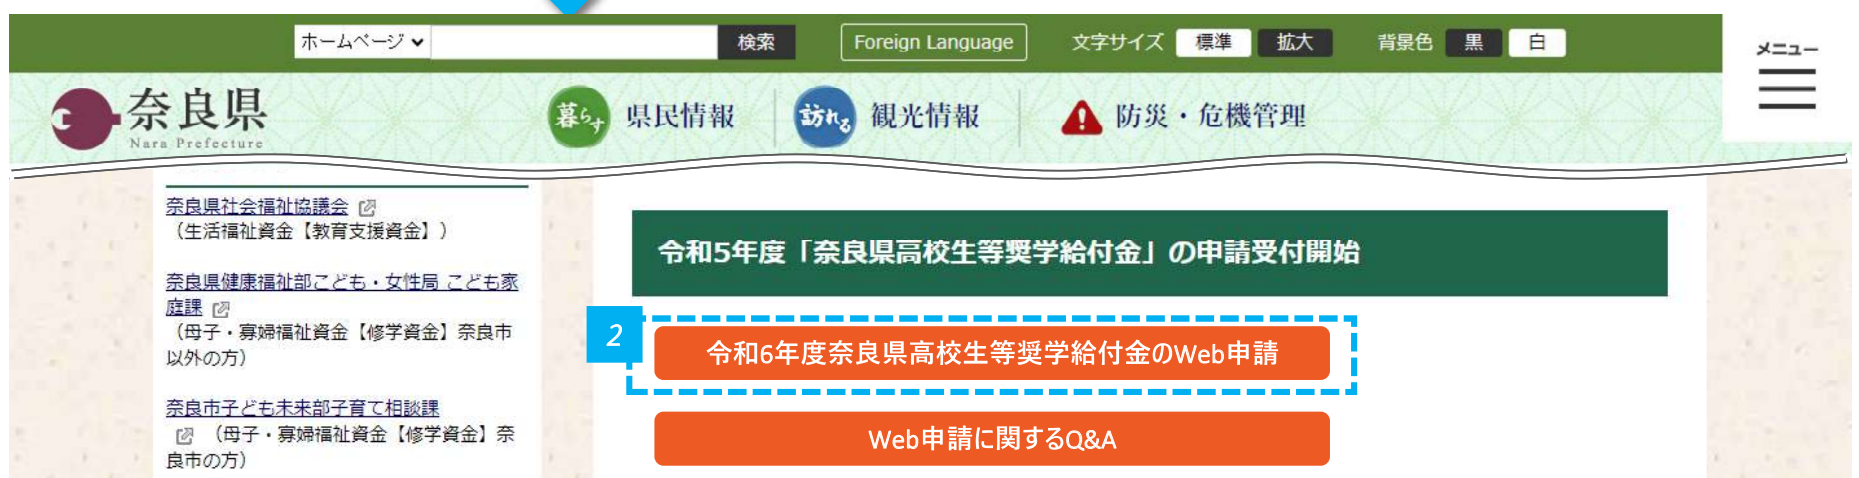 ホームページ
検索
Foreign Language
文字サイズ 標準 拡大
背景色 黒 白
メニュー
奈良県
Nara Prefecture
暮らす 県民情報
訪れる 観光情報
防災・危機管理
奈良県社会福祉協議会
（生活福祉資金【教育支援資金】）
奈良県健康福祉部こども・女性局 こども家
庭課
（母子・寡婦福祉資金【修学資金】奈良市
以外の方）
奈良市子ども未来部子育て相談課
（母子・寡婦福祉資金【修学資金】奈
良市の方）
令和5年度「奈良県高校生等奨学給付金」の申請受付開始
2
令和6年度奈良県高校生等奨学給付金のWeb申請
Web申請に関するQ&A